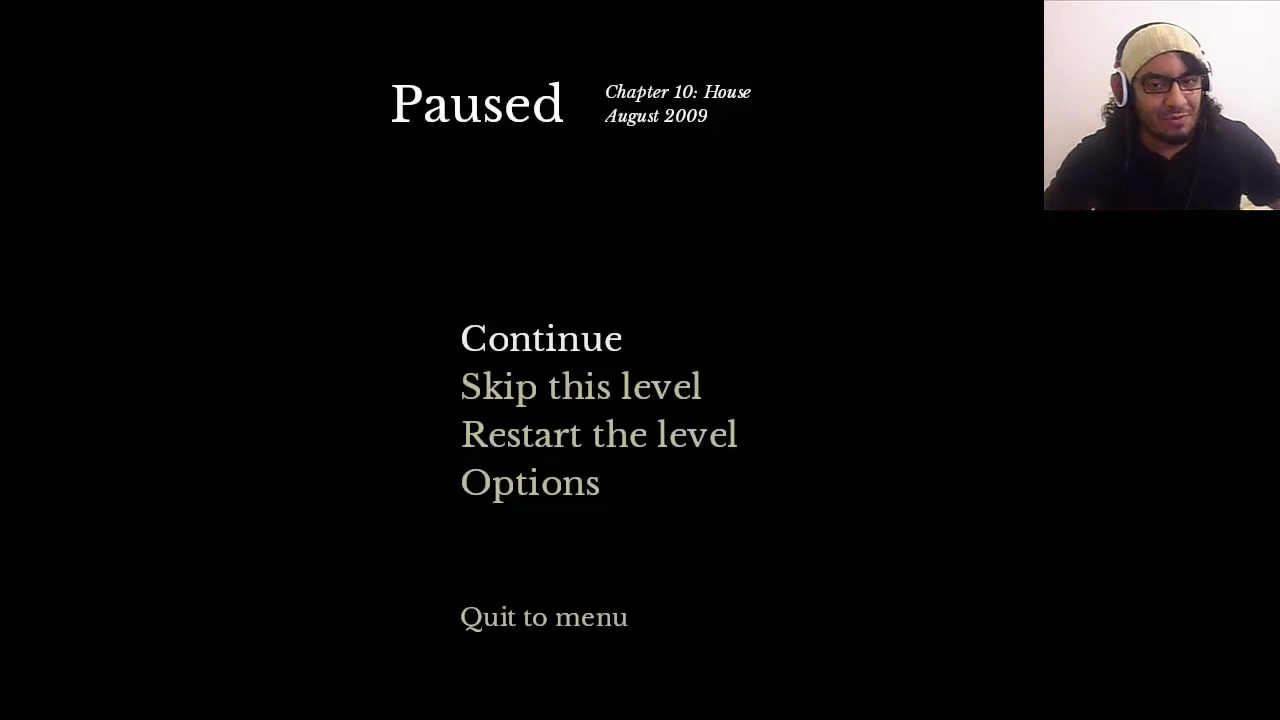 Paused
Chapter 10: House
August 2009
Continue
Skip this level
Restart the level
Options
Quit to menu